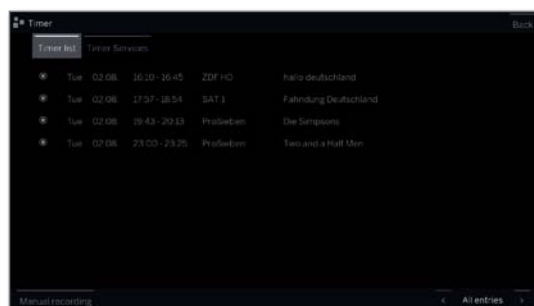 Timer Back
Timer list Timer Services
Tue 02.08. 16:10 - 16:45 ZDF HD hallo deutschland
Tue 02.08. 17:57 - 18:54 SAT.1 Fahndung Deutschland
Tue 02.08. 19:43 - 20:13 ProSieben Die Simpsons
Tue 02.08. 23:00 - 23:25 ProSieben Two and a Half Men
Manual recording < All entries >